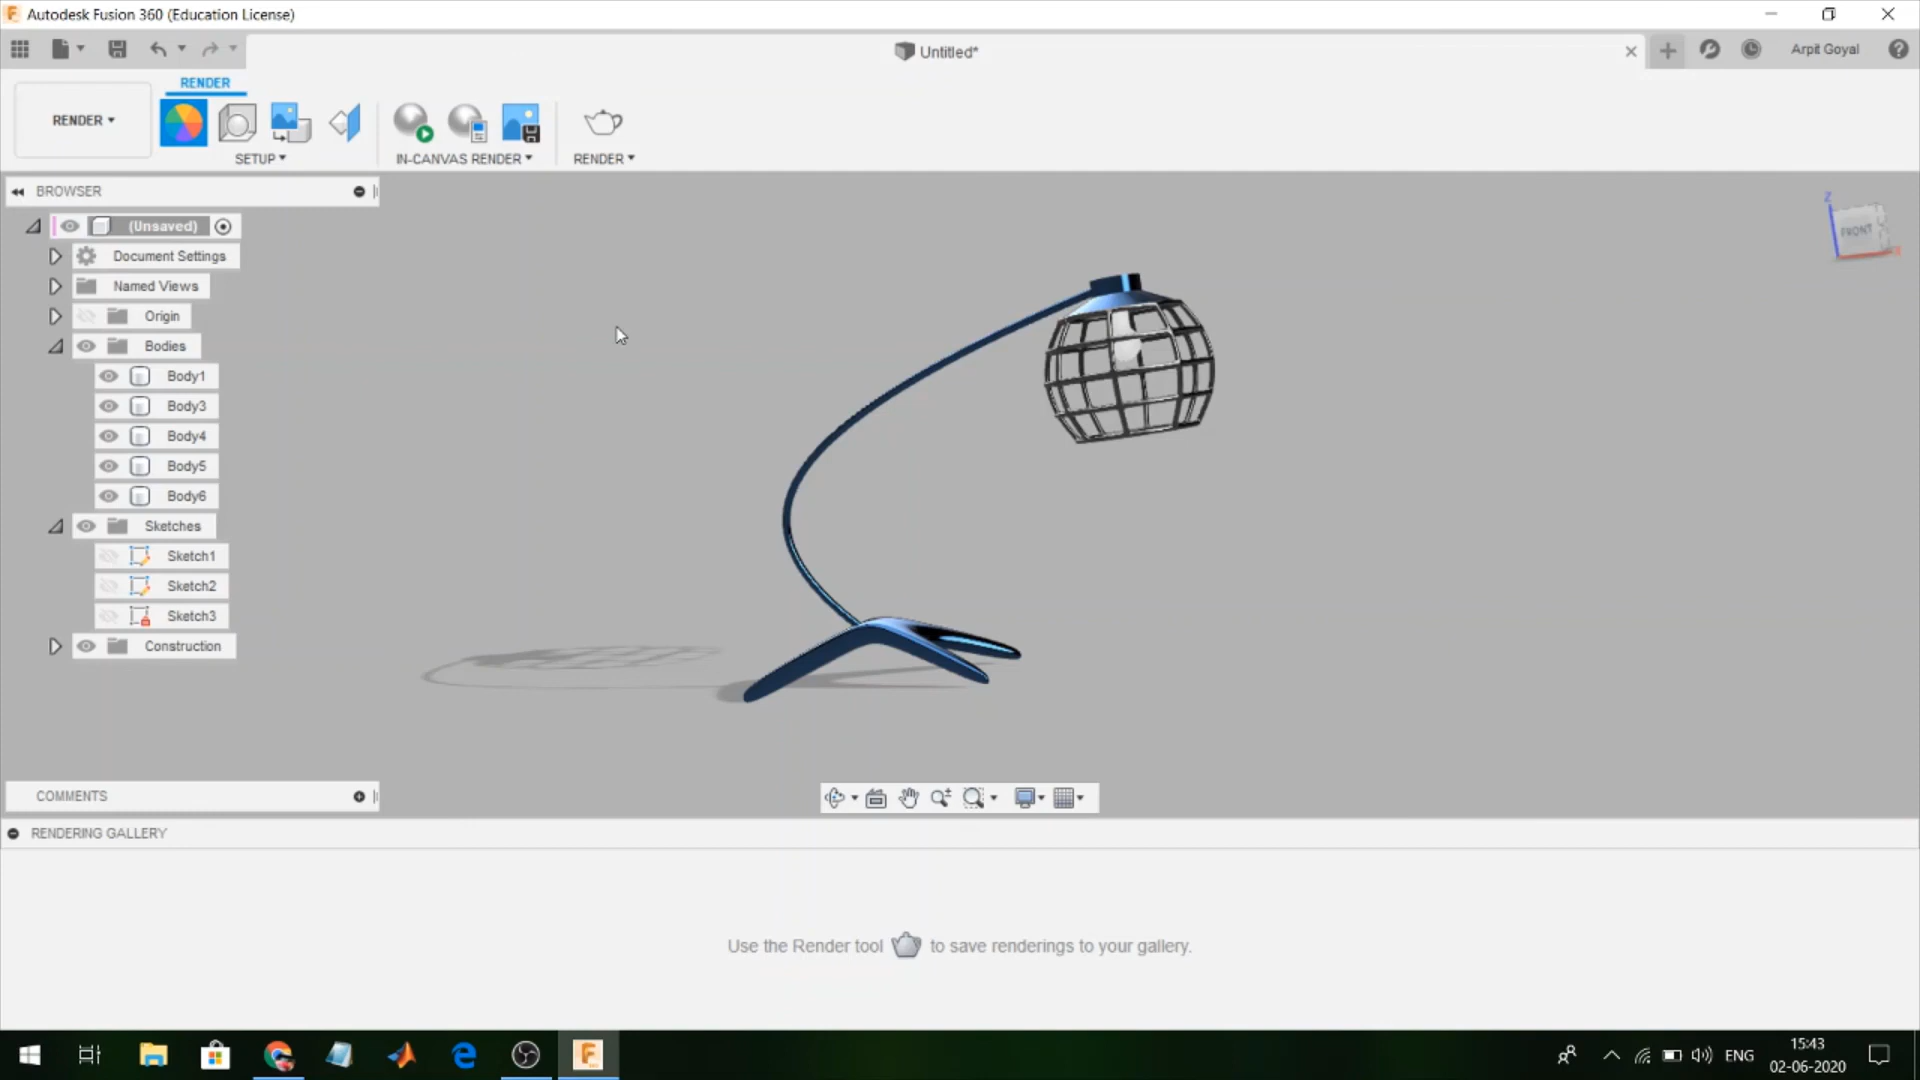 Autodesk Fusion 360 (Education License)
Untitled*
Arpit Goyal
RENDER
RENDER
SETUP
IN-CANVAS RENDER
RENDER
BROWSER
(Unsaved)
Document Settings
Named Views
Origin
Bodies
Body1
Body3
Body4
Body5
Body6
Sketches
Sketch1
Sketch2
Sketch3
Construction
Z
FRONT
X
COMMENTS
RENDERING GALLERY
Use the Render tool to save renderings to your gallery.
ENG
15:43
02-06-2020